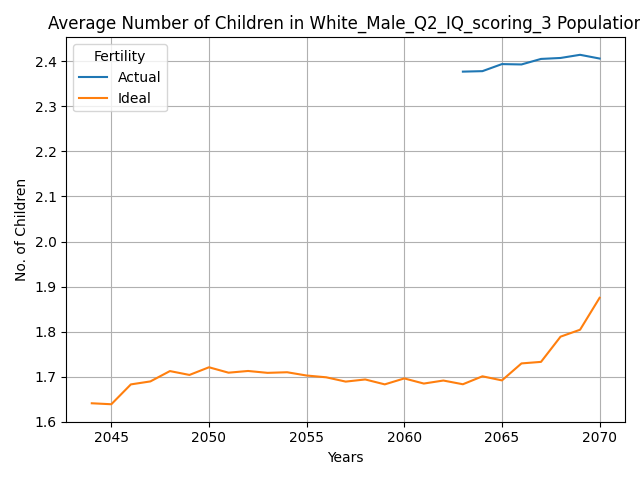 Average Number of Children in White_Male_Q2_IQ_scoring_3 Population
Fertility
Actual
Ideal
No. of Children
2.4
2.3
2.2
2.1
2.0
1.9
1.8
1.7
1.6
2045 2050 2055 2060 2065 2070
Years